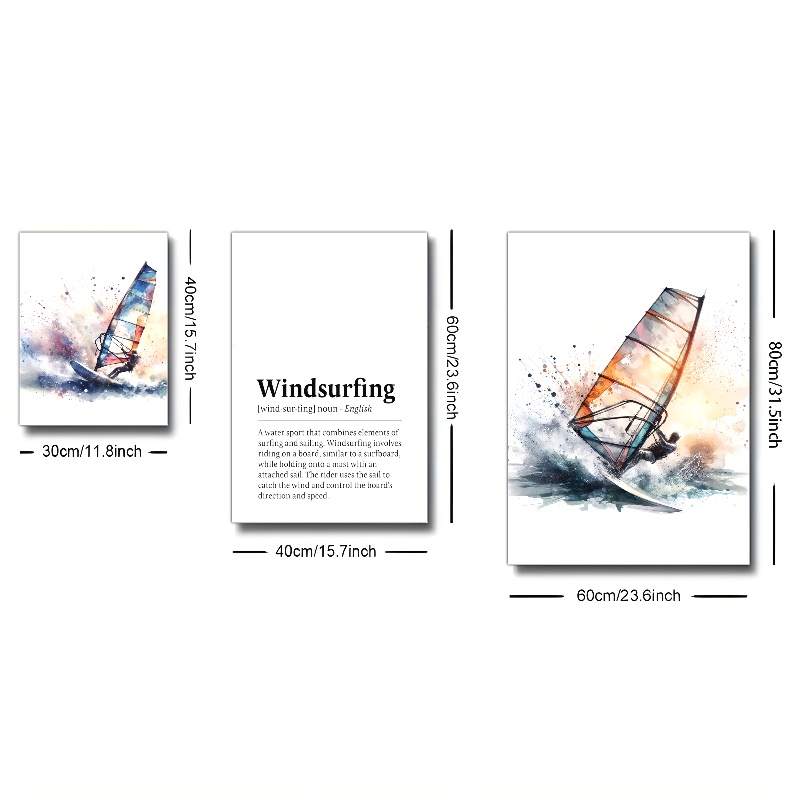 40cm/15.7inch
30cm/11.8inch
Windsurfing
[wind-sur-fing] noun - English
A water sport that combines elements of
surfing and sailing. Windsurfing involves
riding on a board, similar to a surfboard,
while holding onto a mast with an
attached sail. The rider uses the sail to
catch the wind and control the board's
direction and speed.
60cm/23.6inch
40cm/15.7inch
80cm/31.5inch
60cm/23.6inch